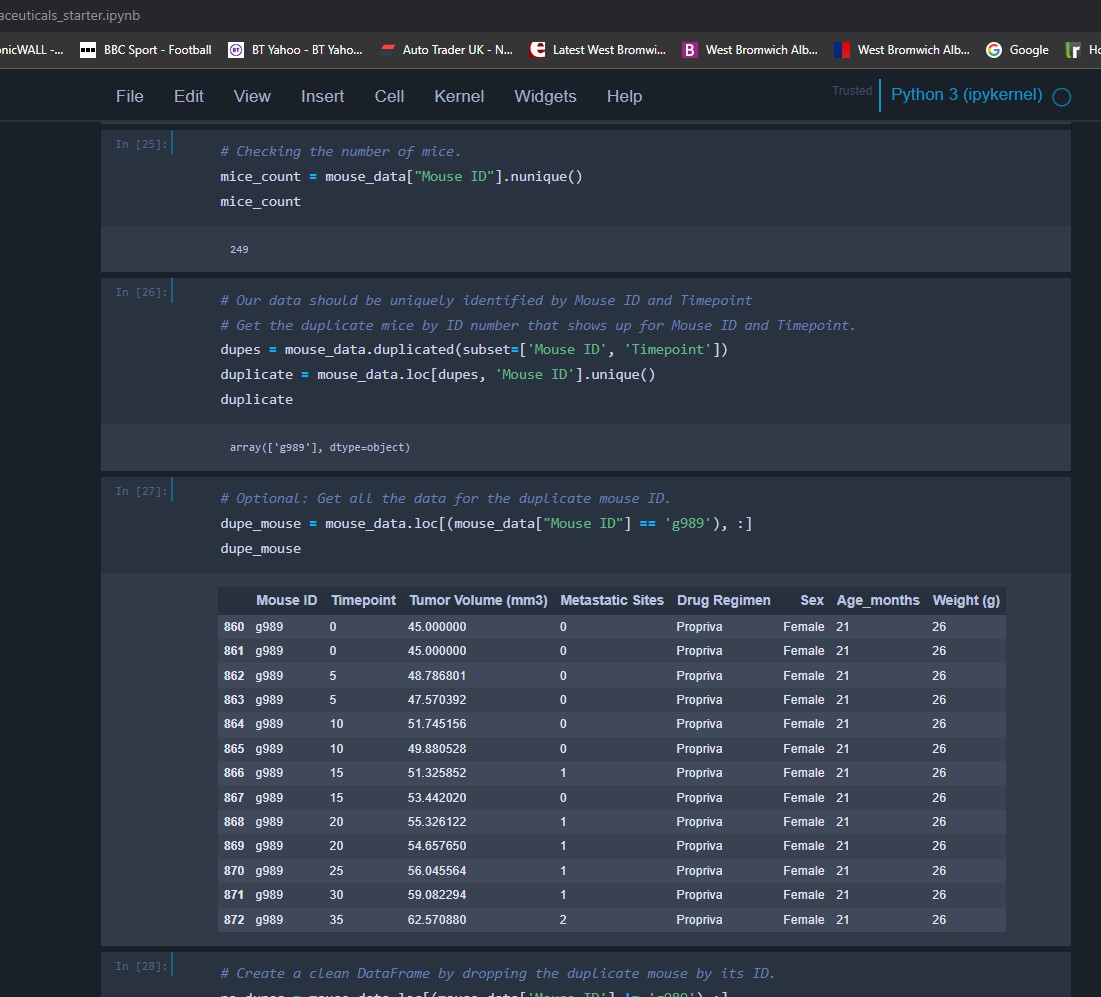 aceuticals_starter.ipynb
onicWALL -... BBC Sport - Football BT Yahoo - BT Yaho... Auto Trader UK - N... Latest West Bromwi... West Bromwich Alb... West Bromwich Alb... Google
File Edit View Insert Cell Kernel Widgets Help Trusted Python 3 (ipykernel)
In [25]:
# Checking the number of mice.
mice_count = mouse_data["Mouse ID"].nunique()
mice_count
249
In [26]:
# Our data should be uniquely identified by Mouse ID and Timepoint
# Get the duplicate mice by ID number that shows up for Mouse ID and Timepoint.
dupes = mouse_data.duplicated(subset=['Mouse ID', 'Timepoint'])
duplicate = mouse_data.loc[dupes, 'Mouse ID'].unique()
duplicate
array(['g989'], dtype=object)
In [27]:
# Optional: Get all the data for the duplicate mouse ID.
dupe_mouse = mouse_data.loc[(mouse_data["Mouse ID"] == 'g989'), :]
dupe_mouse
Mouse ID Timepoint Tumor Volume (mm3) Metastatic Sites Drug Regimen Sex Age_months Weight (g)
860 g989 0 45.000000 0 Propriva Female 21 26
861 g989 0 45.000000 0 Propriva Female 21 26
862 g989 5 48.786801 0 Propriva Female 21 26
863 g989 5 47.570392 0 Propriva Female 21 26
864 g989 10 51.745156 0 Propriva Female 21 26
865 g989 10 49.880528 0 Propriva Female 21 26
866 g989 15 51.325852 1 Propriva Female 21 26
867 g989 15 53.442020 0 Propriva Female 21 26
868 g989 20 55.326122 1 Propriva Female 21 26
869 g989 20 54.657650 1 Propriva Female 21 26
870 g989 25 56.045564 1 Propriva Female 21 26
871 g989 30 59.082294 1 Propriva Female 21 26
872 g989 35 62.570880 2 Propriva Female 21 26
In [28]:
# Create a clean DataFrame by dropping the duplicate mouse by its ID.